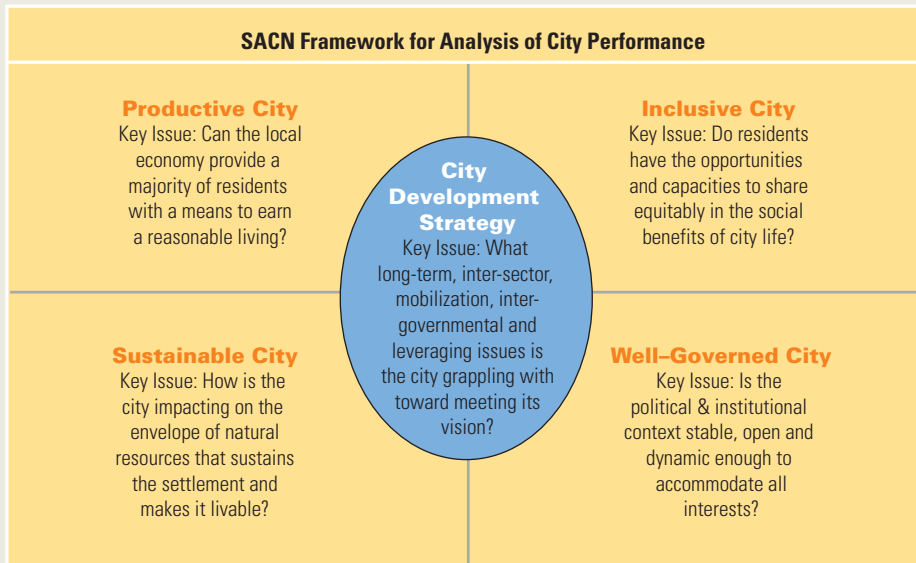 SACN Framework for Analysis of City Performance
Productive City
Key Issue: Can the local
economy provide a
majority of residents
with a means to earn
a reasonable living?
Inclusive City
Key Issue: Do residents
have the opportunities
and capacities to share
equitably in the social
benefits of city life?
City
Development
Strategy
Key Issue: What
long-term, inter-sector,
mobilization, inter-
governmental and
leveraging issues is
the city grappling with
toward meeting its
vision?
Sustainable City
Key Issue: How is the
city impacting on the
envelope of natural
resources that sustains
the settlement and
makes it livable?
Well–Governed City
Key Issue: Is the
political & institutional
context stable, open and
dynamic enough to
accommodate all
interests?